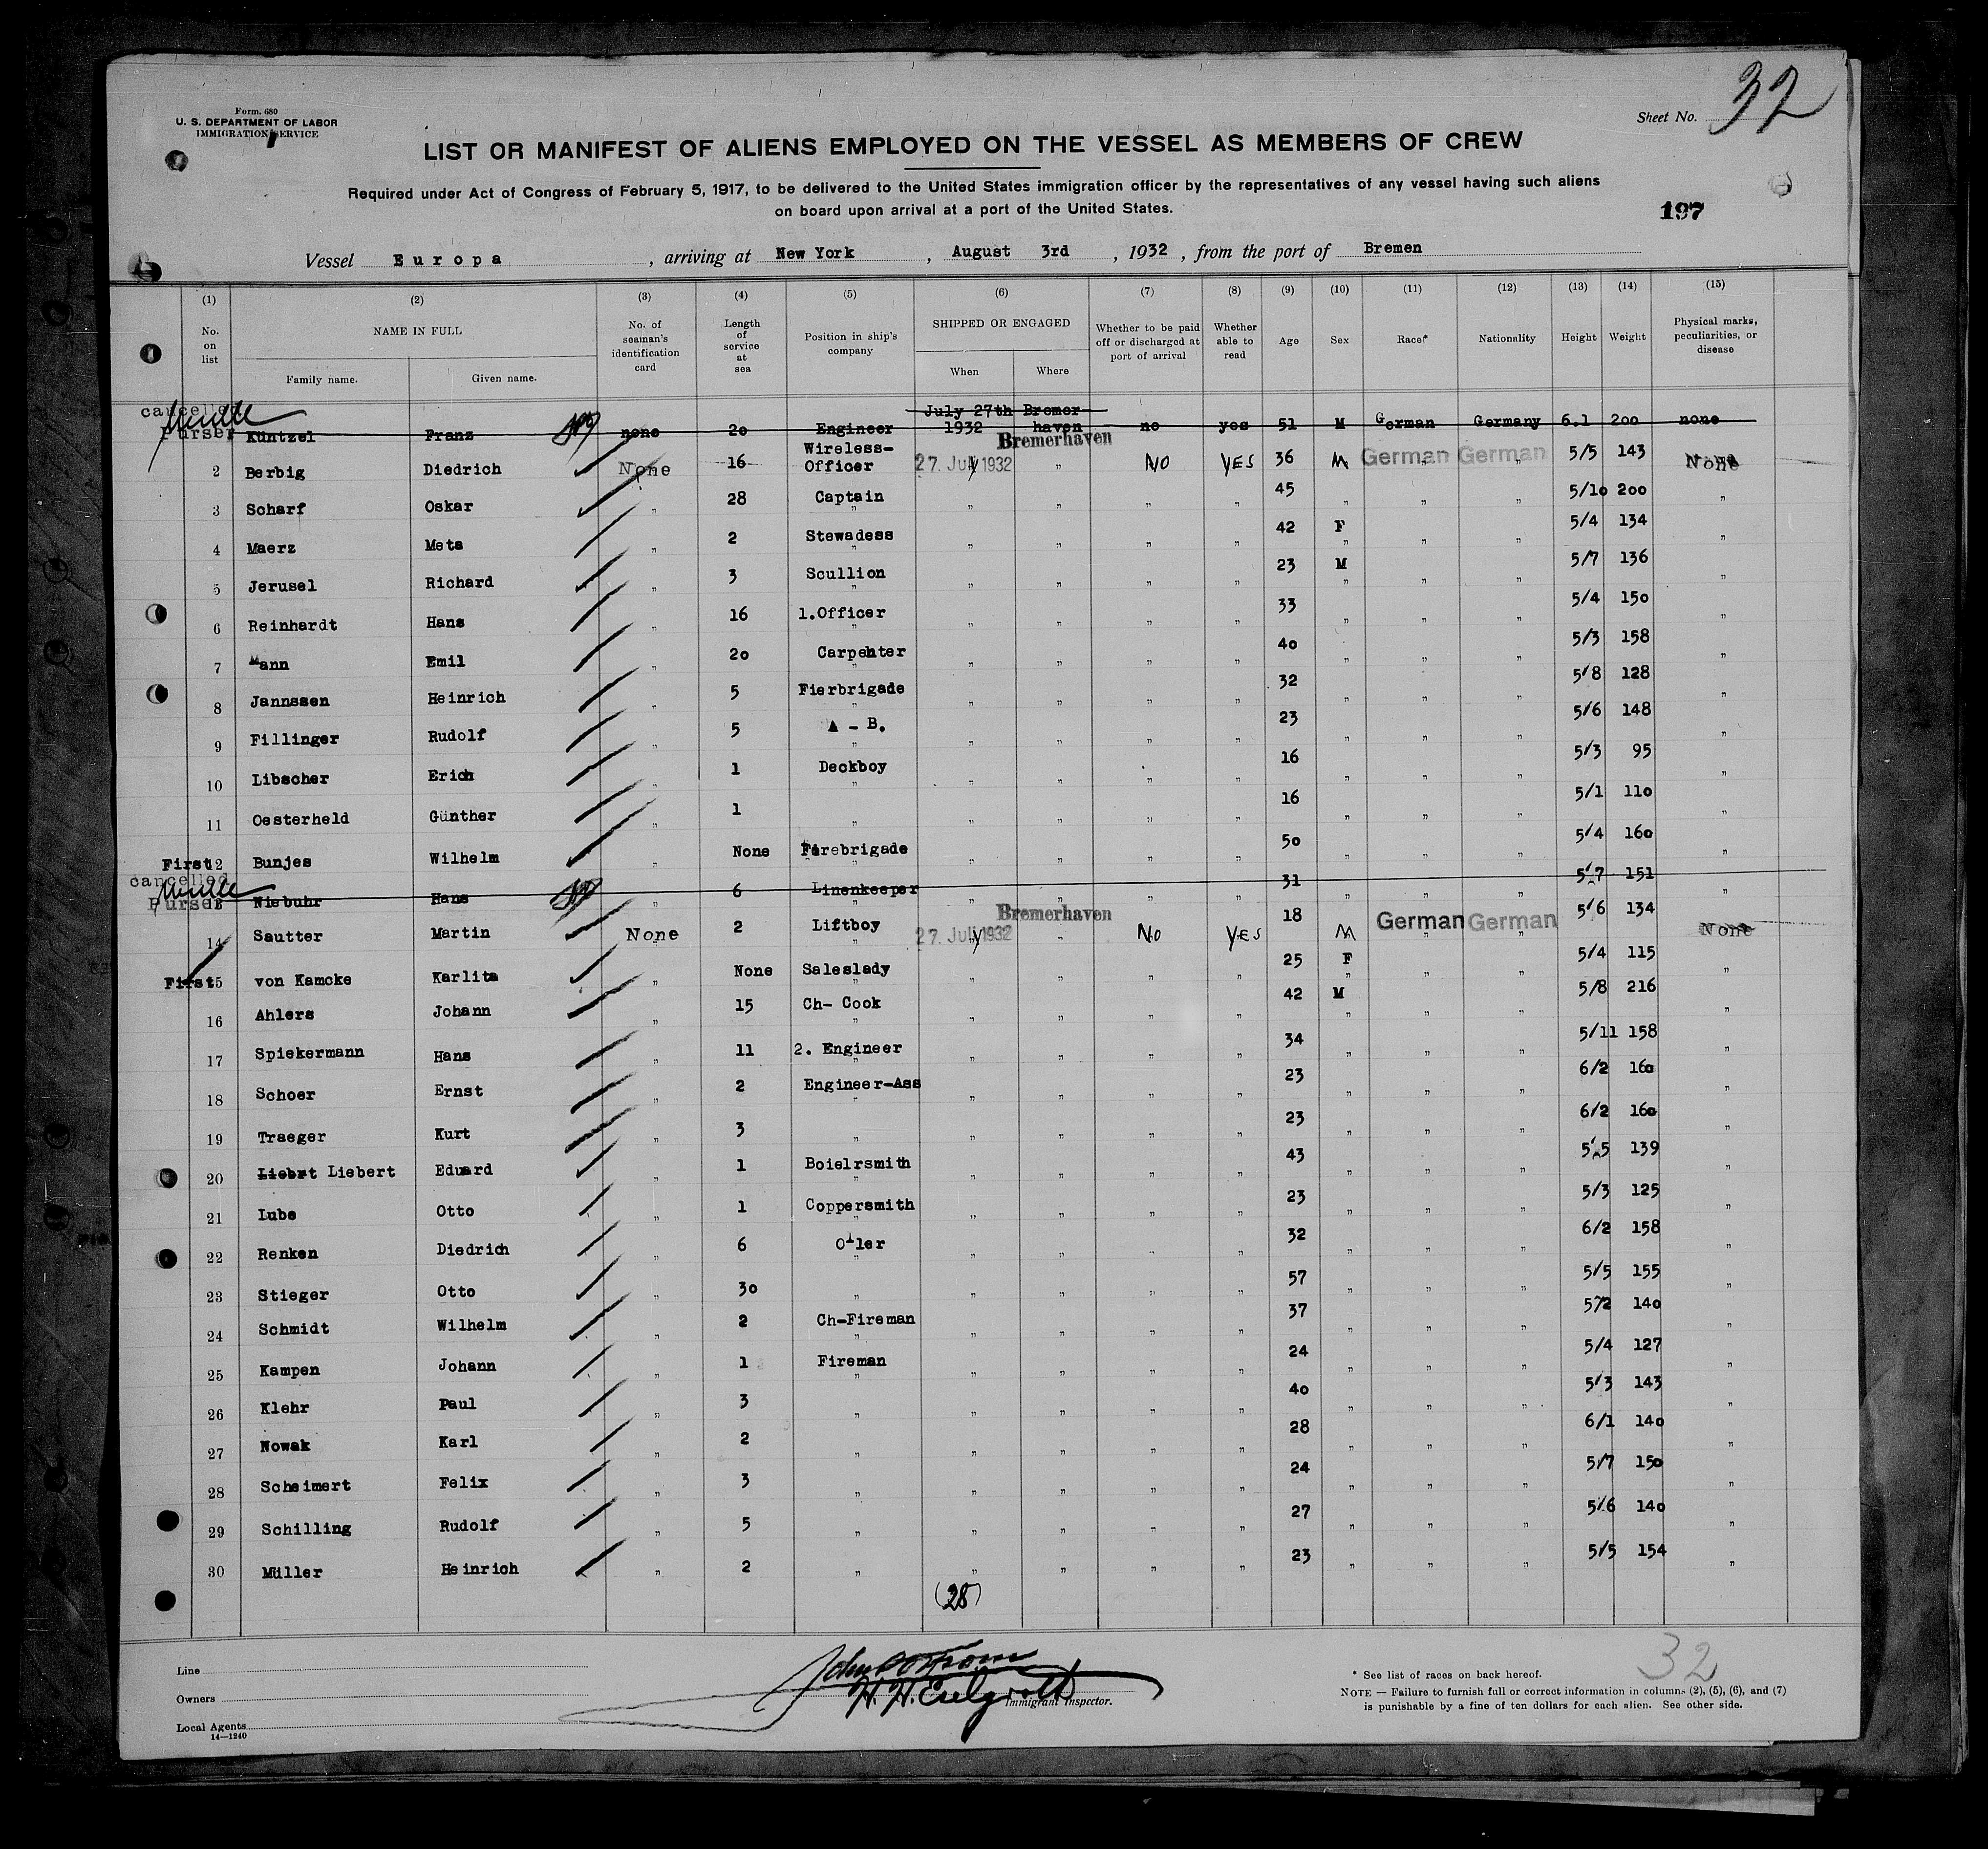 Form. 680
U. S. DEPARTMENT OF LABOR
IMMIGRATION SERVICE
Sheet No. 32
LIST OR MANIFEST OF ALIENS EMPLOYED ON THE VESSEL AS MEMBERS OF CREW
Required under Act of Congress of February 5, 1917, to be delivered to the United States immigration officer by the representatives of any vessel having such aliens
on board upon arrival at a port of the United States.
197
Vessel Europa, arriving at New York, August 3rd, 1932, from the port of Bremen
(1) (2) (3) (4) (5) (6) (7) (8) (9) (10) (11) (12) (13) (14) (15)
No. on list
NAME IN FULL
Family name. Given name.
No. of seaman's identification card
Length of service at sea
Position in ship's company
SHIPPED OR ENGAGED
When Where
Whether to be paid off or discharged at port of arrival
Whether able to read
Age
Sex
Race*
Nationality
Height
Weight
Physical marks, peculiarities, or disease
cancelled July 27th Bremer-
Purser Küntzel Franz none 20 Engineer 1932 haven no yes 51 M German Germany 6.1 200 none
2 Berbig Diedrich None 16 Wireless-Officer 27. July 1932 Bremerhaven NO YES 36 M German German 5/5 143 None
3 Scharf Oskar " 28 Captain " " " " 45 " " " 5/10 200 "
4 Maerz Meta " 2 Stewadess " " " " 42 F " " 5/4 134 "
5 Jerusel Richard " 3 Scullion " " " " 23 M " " 5/7 136 "
6 Reinhardt Hans " 16 1.Officer " " " " 33 " " " 5/4 150 "
7 Mann Emil " 20 Carpenter " " " " 40 " " " 5/3 158 "
8 Jannssen Heinrich " 5 Fierbrigade " " " " 32 " " " 5/8 128 "
9 Fillinger Rudolf " 5 A - B. " " " " 23 " " " 5/6 148 "
10 Libscher Erich " 1 Deckboy " " " " 16 " " " 5/3 95 "
11 Oesterheld Günther " 1 " " " " " 16 " " " 5/1 110 "
First 12 Bunjes Wilhelm " None Firebrigade " " " " 50 " " " 5/4 160 "
cancelled
Purser 13 Niebuhr Hans " 6 Linenkeeper " " " " 31 " " " 5/7 151 "
14 Sautter Martin None 2 Liftboy 27. July 1932 Bremerhaven No YES 18 M German German 5/6 134 None
First 15 von Kamcke Karlita " None Saleslady " " " " 25 F " " 5/4 115 "
16 Ahlers Johann " 15 Ch- Cook " " " " 42 M " " 5/8 216 "
17 Spiekermann Hans " 11 2. Engineer " " " " 34 " " " 5/11 158 "
18 Schoer Ernst " 2 Engineer-Ass " " " " 23 " " " 6/2 160 "
19 Traeger Kurt " 3 " " " " " 23 " " " 6/2 160 "
20 Liebrt Liebert Eduard " 1 Boielrsmith " " " " 43 " " " 5/5 139 "
21 Lube Otto " 1 Coppersmith " " " " 23 " " " 5/3 125 "
22 Renken Diedrich " 6 Oiler " " " " 32 " " " 6/2 158 "
23 Stieger Otto " 30 " " " " " 57 " " " 5/5 155 "
24 Schmidt Wilhelm " 2 Ch-Fireman " " " " 37 " " " 5/2 140 "
25 Kampen Johann " 1 Fireman " " " " 24 " " " 5/4 127 "
26 Klehr Paul " 3 " " " " " 40 " " " 5/3 143 "
27 Nowak Karl " 2 " " " " " 28 " " " 6/1 140 "
28 Scheimert Felix " 3 " " " " " 24 " " " 5/7 150 "
29 Schilling Rudolf " 5 " " " " " 27 " " " 5/6 140 "
30 Müller Heinrich " 2 " " " " " 23 " " " 5/5 154 "
(28)
Line
Owners
Local Agents
14—1240
Immigrant Inspector.
32
* See list of races on back hereof.
NOTE — Failure to furnish full or correct information in columns (2), (5), (6), and (7)
is punishable by a fine of ten dollars for each alien. See other side.